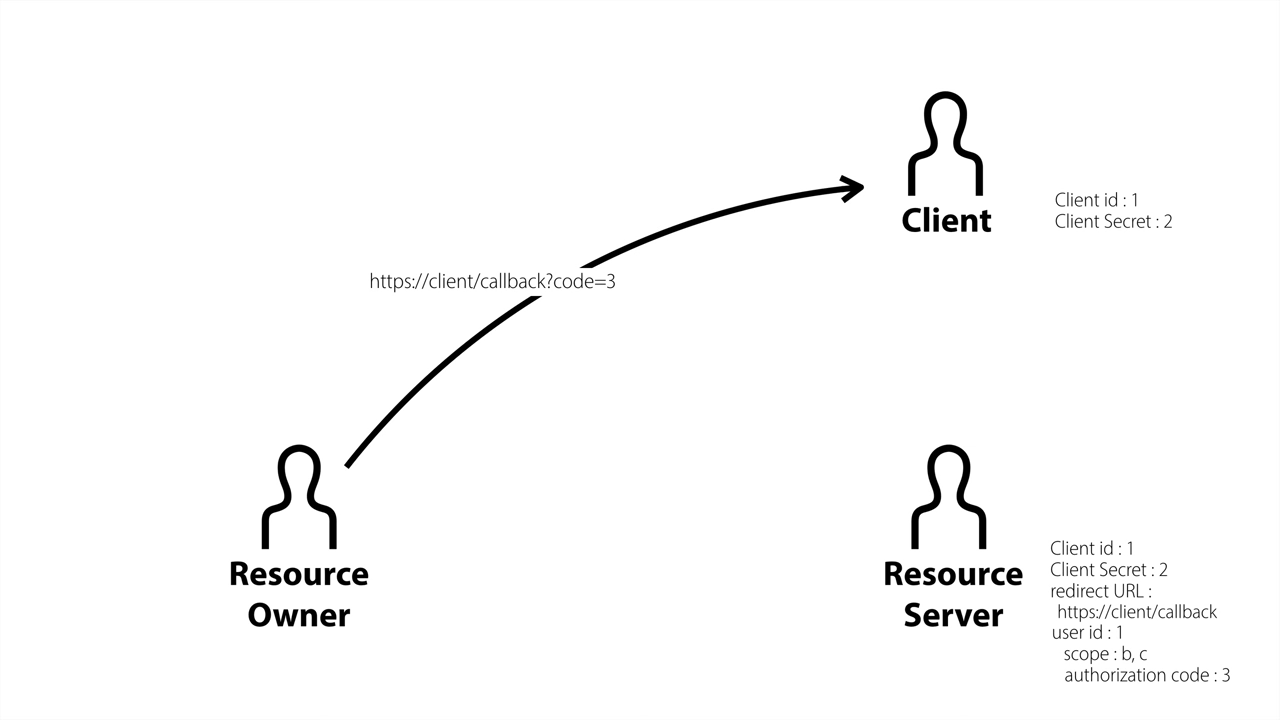 Client
Client id : 1
Client Secret : 2
https://client/callback?code=3
Resource
Owner
Resource
Server
Client id : 1
Client Secret : 2
redirect URL :
https://client/callback
user id : 1
scope : b, c
authorization code : 3